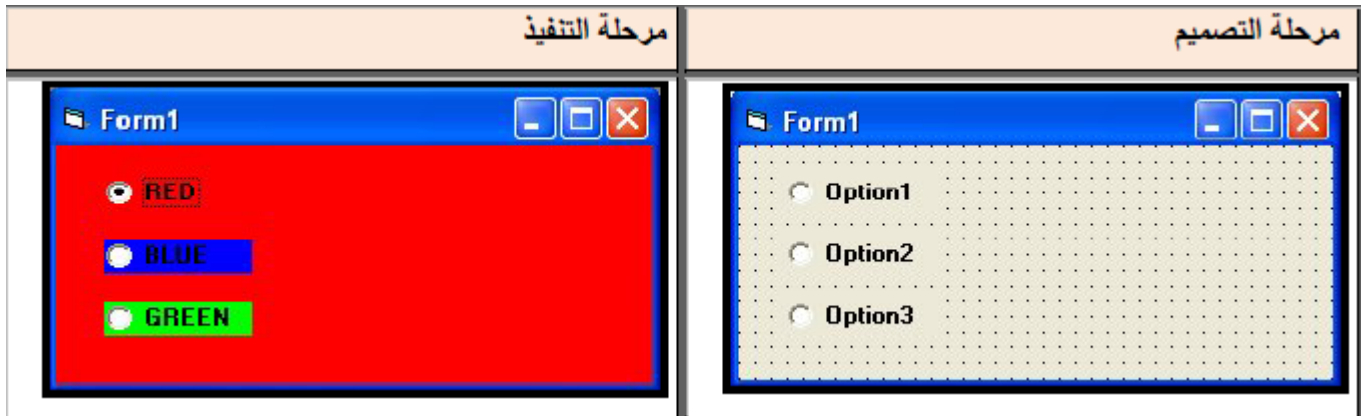 مرحلة التصميم
مرحلة التنفيذ
Form1
Option1
Option2
Option3
Form1
RED
BLUE
GREEN